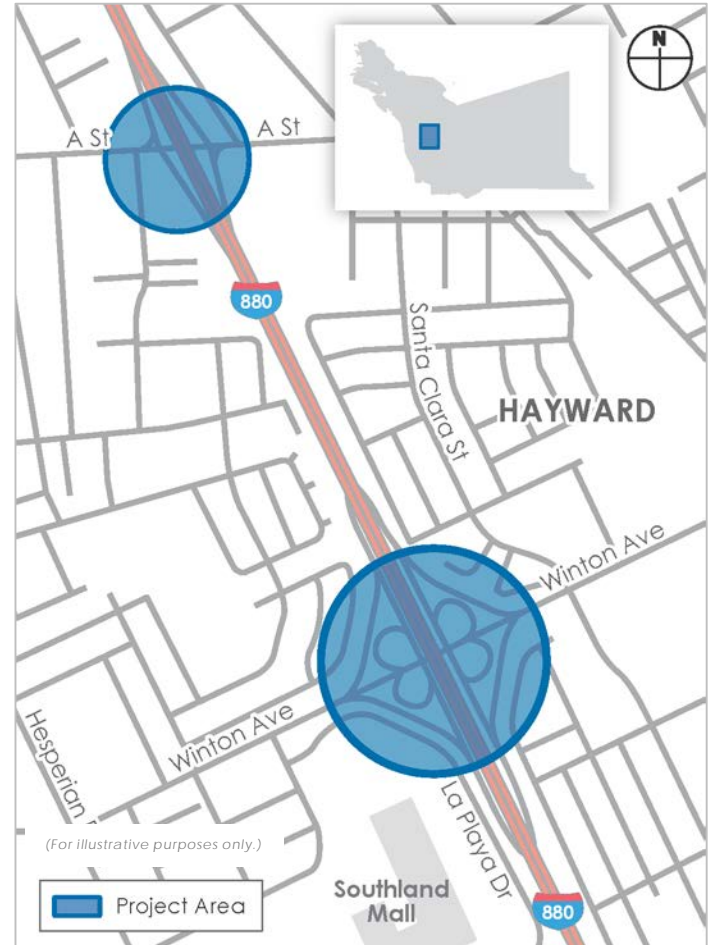 N
A St
A St
880
Santa Clara St
HAYWARD
Winton Ave
Winton Ave
Hesperian
La Playa Dr
(For illustrative purposes only.)
Southland
Mall
Project Area
880